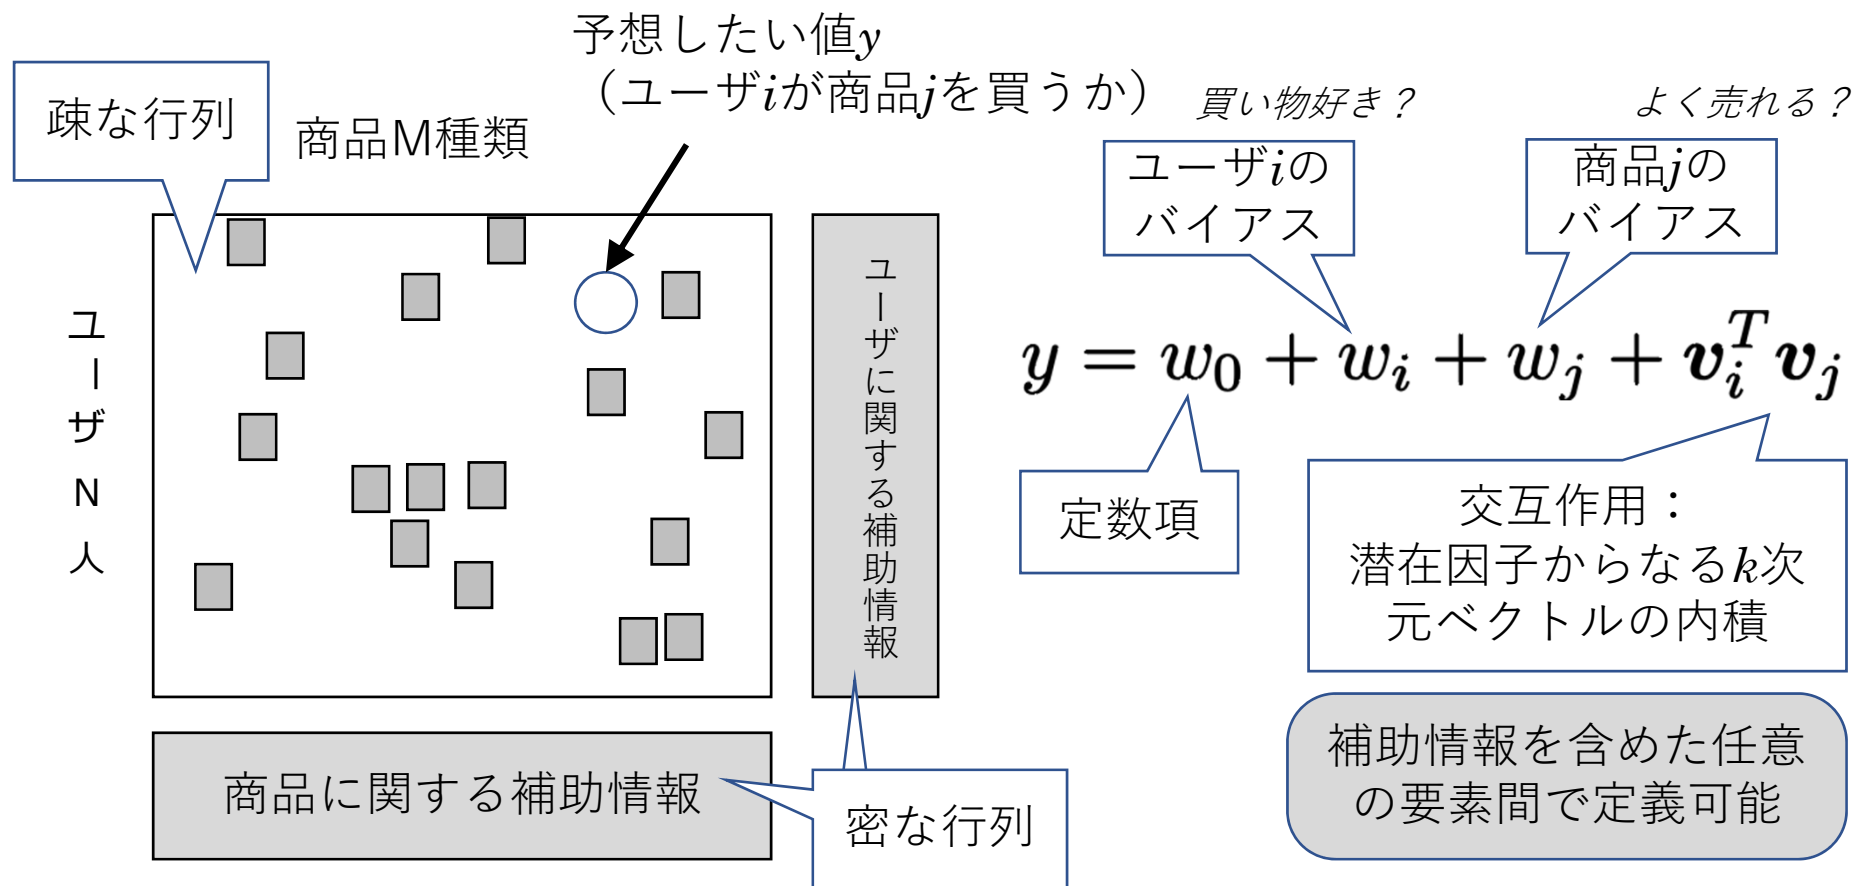 予想したい値y
（ユーザiが商品jを買うか）
疎な行列
商品M種類
ユーザN人
ユーザに関する補助情報
商品に関する補助情報
密な行列
買い物好き？
ユーザiの
バイアス
よく売れる？
商品jの
バイアス
y = w_0 + w_i + w_j + v_i^T v_j
定数項
交互作用：
潜在因子からなるk次
元ベクトルの内積
補助情報を含めた任意
の要素間で定義可能